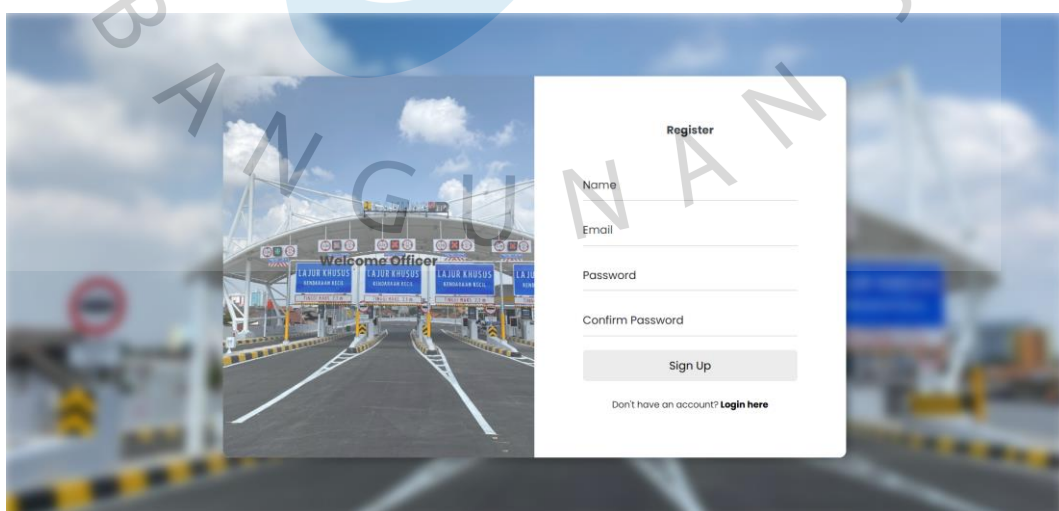 BANGUNAN J
Register
Name
Email
Password
Confirm Password
Sign Up
Don't have an account? Login here
Welcome Officer
LAJUR KHUSUS
KENDARAAN KECIL
LAJUR KHUSUS
KENDARAAN KECIL
LAJUR KHUSUS
KENDARAAN KECIL